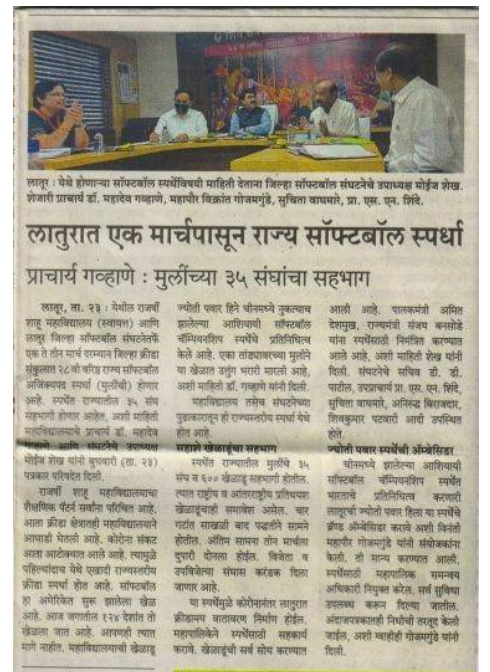 लातूर : येथे होणाऱ्या सॉफ्टबॉल स्पर्धेविषयी माहिती देताना जिल्हा सॉफ्टबॉल संघटनेचे उपाध्यक्ष मोईज शेख.
शेजारी प्राचार्य डॉ. महादेव गव्हाणे, महापौर विक्रांत गोजमगुंडे, सुचिता वाघमारे, प्रा. एस. एन. शिंदे.
लातुरात एक मार्चपासून राज्य सॉफ्टबॉल स्पर्धा
प्राचार्य गव्हाणे : मुलींच्या ३५ संघांचा सहभाग
लातूर, ता. २३ : येथील राजर्षी
शाहू महाविद्यालय (स्वायत्त) आणि
लातूर जिल्हा सॉफ्टबॉल संघटनेतर्फे
एक ते तीन मार्च दरम्यान जिल्हा क्रीडा
संकुलात २८ वी वरिष्ठ राज्य सॉफ्टबॉल
अजिंक्यपद स्पर्धा (मुलींची) होणार
आहे. स्पर्धेत राज्यातील ३५ संघ
सहभागी होणार आहेत, अशी माहिती
महाविद्यालयाचे प्राचार्य डॉ. महादेव
गव्हाणे आणि संघटनेचे उपाध्यक्ष
मोईज शेख यांनी बुधवारी (ता. २३)
पत्रकार परिषदेत दिली.
राजर्षी शाहू महाविद्यालयाचा
शैक्षणिक पॅटर्न सर्वांना परिचित आहे.
आता क्रीडा क्षेत्रातही महाविद्यालयाने
आघाडी घेतली आहे. कोरोना संकट
आता आटोक्यात आले आहे. त्यामुळे
पहिल्यांदाच येथे एखादी राज्यस्तरीय
क्रीडा स्पर्धा होत आहे. सॉफ्टबॉल
हा अमेरिकेत सुरू झालेला खेळ
आहे. आज जगातील १२४ देशांत तो
खेळला जात आहे. आपणही त्यात
मागे नाहीत. महाविद्यालयाची खेळाडू
ज्योती पवार हिने चीनमध्ये नुकत्याच
झालेल्या आशियायी सॉफ्टबॉल
चॅम्पियनशिप स्पर्धेचे प्रतिनिधित्व
केले आहे. एका तांड्यावरच्या मुलीने
या खेळात उत्तुंग भरारी मारली आहे,
अशी माहिती डॉ. गव्हाणे यांनी दिली.
महाविद्यालय तसेच संघटनेच्या
पुढाकारातून ही राज्यस्तरीय स्पर्धा येथे
होत आहे.
सहाशे खेळाडूंचा सहभाग
स्पर्धेत राज्यातील मुलींचे ३५
संघ व ६०० खेळाडू सहभागी होतील.
त्यात राष्ट्रीय व आंतरराष्ट्रीय प्रतिथयश
खेळाडूंचाही समावेश असेल. चार
गटांत साखळी बाद पद्धतीने सामने
होतील. अंतिम सामना तीन मार्चला
दुपारी दोनला होईल. विजेता व
उपविजेत्या संघास करंडक दिला
जाणार आहे.
या स्पर्धेमुळे कोरोनानंतर लातुरात
क्रीडामय वातावरण निर्माण होईल.
महापालिकेने स्पर्धेसाठी सहकार्य
करावे. खेळाडूंची सर्व सोय करण्यात
आली आहे. पालकमंत्री अमित
देशमुख, राज्यमंत्री संजय बनसोडे
यांना स्पर्धेसाठी निमंत्रित करण्यात
आले आहे, अशी माहिती शेख यांनी
दिली. संघटनेचे सचिव डी. डी.
पाटील, उपप्राचार्य प्रा. एस. एन. शिंदे,
सुचिता वाघमारे, अनिरुद्ध बिराजदार,
शिवकुमार पटवारी आदी उपस्थित
होते.
ज्योती पवार स्पर्धेची ॲम्बेसिडर
चीनमध्ये झालेल्या आशियायी
सॉफ्टबॉल चॅम्पियनशिप स्पर्धेत
भारताचे प्रतिनिधित्व करणारी
लातूरची ज्योती पवार हिला या स्पर्धेचे
ब्रॅण्ड ॲम्बेसिडर करावे अशी विनंती
महापौर गोजमगुंडे यांनी संयोजकांना
केली. ती मान्य करण्यात आली.
स्पर्धेसाठी महापालिक समन्वय
अधिकारी नियुक्त करेल. सर्व सुविधा
उपलब्ध करून दिल्या जातील.
अंदाजपत्रकातही निधीची तरतूद केली
जाईल, अशी ग्वाहीही गोजमगुंडे यांनी
दिली.